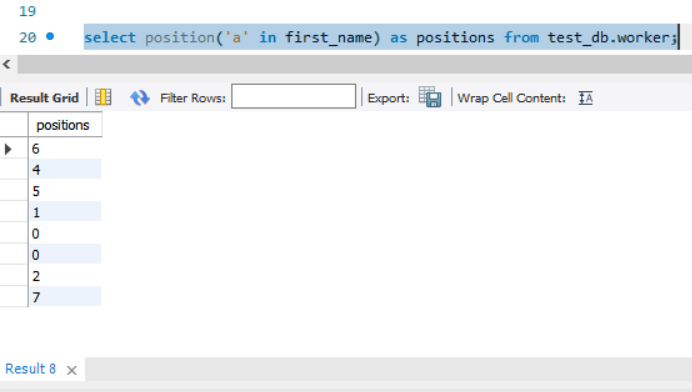 19
20 select position('a' in first_name) as positions from test_db.worker;
Result Grid Filter Rows: Export: Wrap Cell Content: IA
positions
6
4
5
1
0
0
2
7
Result 8 ×